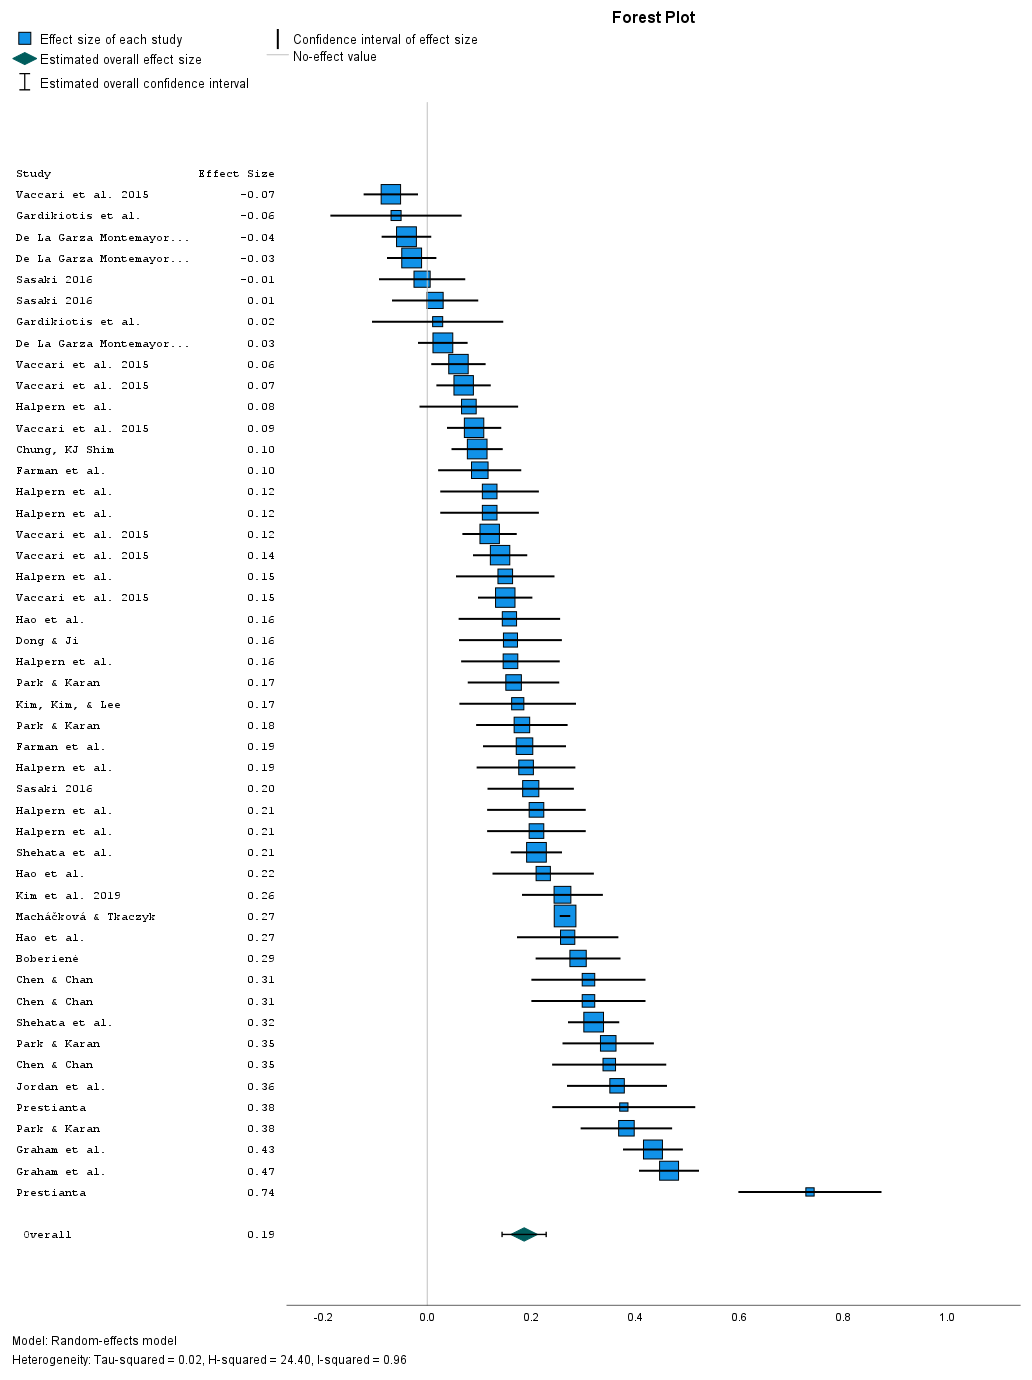 Forest Plot
Effect size of each study
Estimated overall effect size
Estimated overall confidence interval
Confidence interval of effect size
No-effect value
Study Effect Size
Vaccari et al. 2015 -0.07
Gardikiotis et al. -0.06
De La Garza Montemayor... -0.04
De La Garza Montemayor... -0.03
Sasaki 2016 -0.01
Sasaki 2016 0.01
Gardikiotis et al. 0.02
De La Garza Montemayor... 0.03
Vaccari et al. 2015 0.06
Vaccari et al. 2015 0.07
Halpern et al. 0.08
Vaccari et al. 2015 0.09
Chung, KJ Shim 0.10
Farman et al. 0.10
Halpern et al. 0.12
Halpern et al. 0.12
Vaccari et al. 2015 0.12
Vaccari et al. 2015 0.14
Halpern et al. 0.15
Vaccari et al. 2015 0.15
Hao et al. 0.16
Dong & Ji 0.16
Halpern et al. 0.16
Park & Karan 0.17
Kim, Kim, & Lee 0.17
Park & Karan 0.18
Farman et al. 0.19
Halpern et al. 0.19
Sasaki 2016 0.20
Halpern et al. 0.21
Halpern et al. 0.21
Shehata et al. 0.21
Hao et al. 0.22
Kim et al. 2019 0.26
Macháčková & Tkaczyk 0.27
Hao et al. 0.27
Boberienė 0.29
Chen & Chan 0.31
Chen & Chan 0.31
Shehata et al. 0.32
Park & Karan 0.35
Chen & Chan 0.35
Jordan et al. 0.36
Prestianta 0.38
Park & Karan 0.38
Graham et al. 0.43
Graham et al. 0.47
Prestianta 0.74
Overall 0.19
-0.2 0.0 0.2 0.4 0.6 0.8 1.0
Model: Random-effects model
Heterogeneity: Tau-squared = 0.02, H-squared = 24.40, I-squared = 0.96